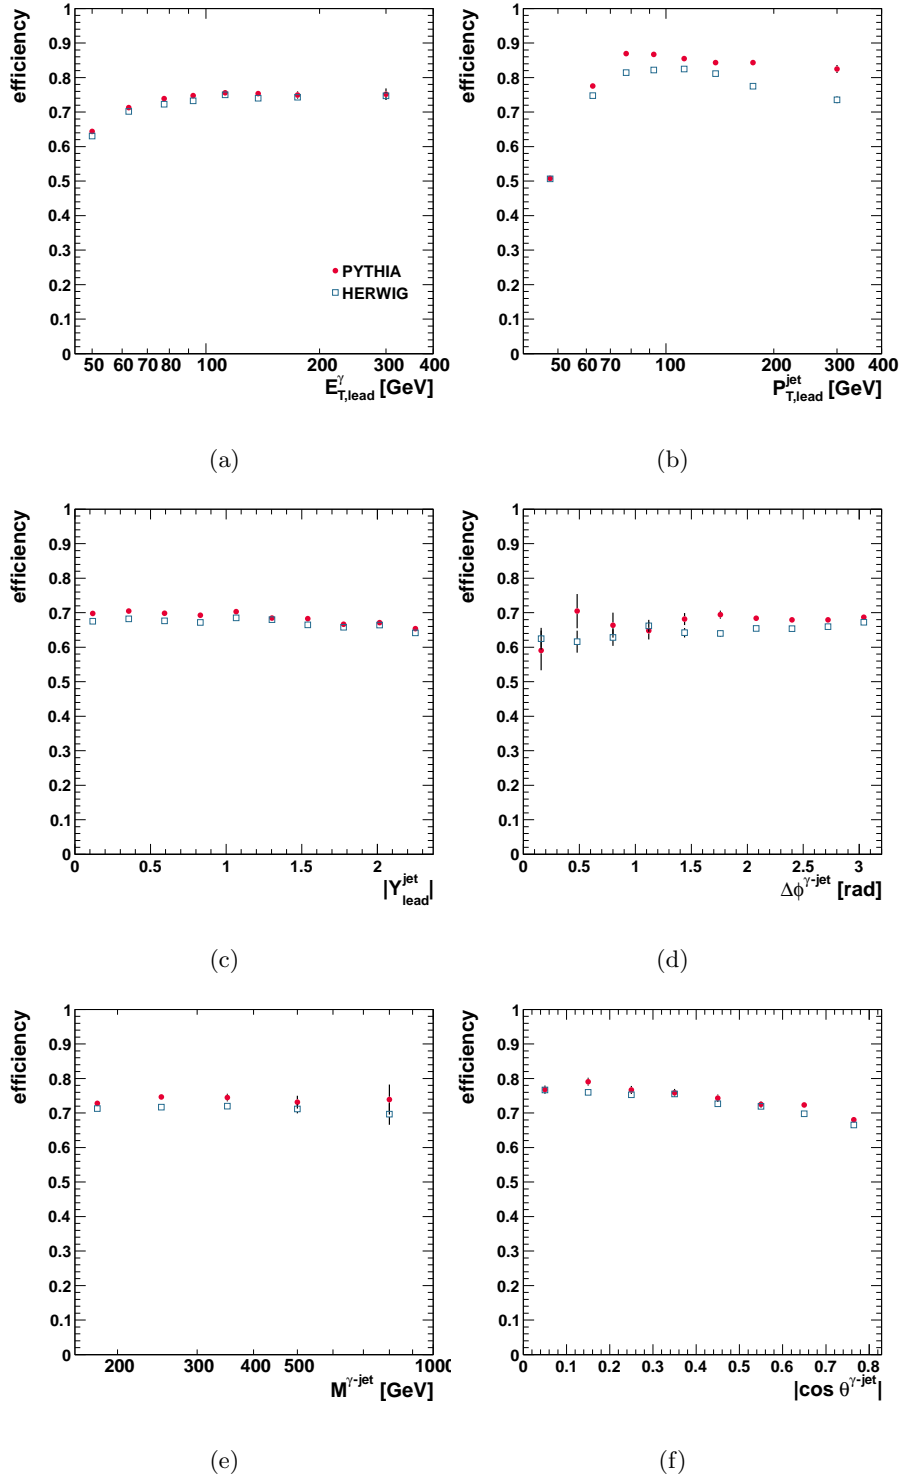 efficiency
1
0.9
0.8
0.7
0.6
0.5
0.4
0.3
0.2
0.1
0
PYTHIA
HERWIG
50 60 70 80 100 200 300 400
E^γ_T,lead [GeV]
(a)
efficiency
1
0.9
0.8
0.7
0.6
0.5
0.4
0.3
0.2
0.1
0
50 60 70 100 200 300 400
P^jet_T,lead [GeV]
(b)
efficiency
1
0.9
0.8
0.7
0.6
0.5
0.4
0.3
0.2
0.1
0
0 0.5 1 1.5 2
|Y^jet_lead|
(c)
efficiency
1
0.9
0.8
0.7
0.6
0.5
0.4
0.3
0.2
0.1
0
0 0.5 1 1.5 2 2.5 3
Δϕ^γ-jet [rad]
(d)
efficiency
1
0.9
0.8
0.7
0.6
0.5
0.4
0.3
0.2
0.1
0
200 300 400 500 1000
M^γ-jet [GeV]
(e)
efficiency
1
0.9
0.8
0.7
0.6
0.5
0.4
0.3
0.2
0.1
0
0 0.1 0.2 0.3 0.4 0.5 0.6 0.7 0.8
|cos θ^γ-jet|
(f)